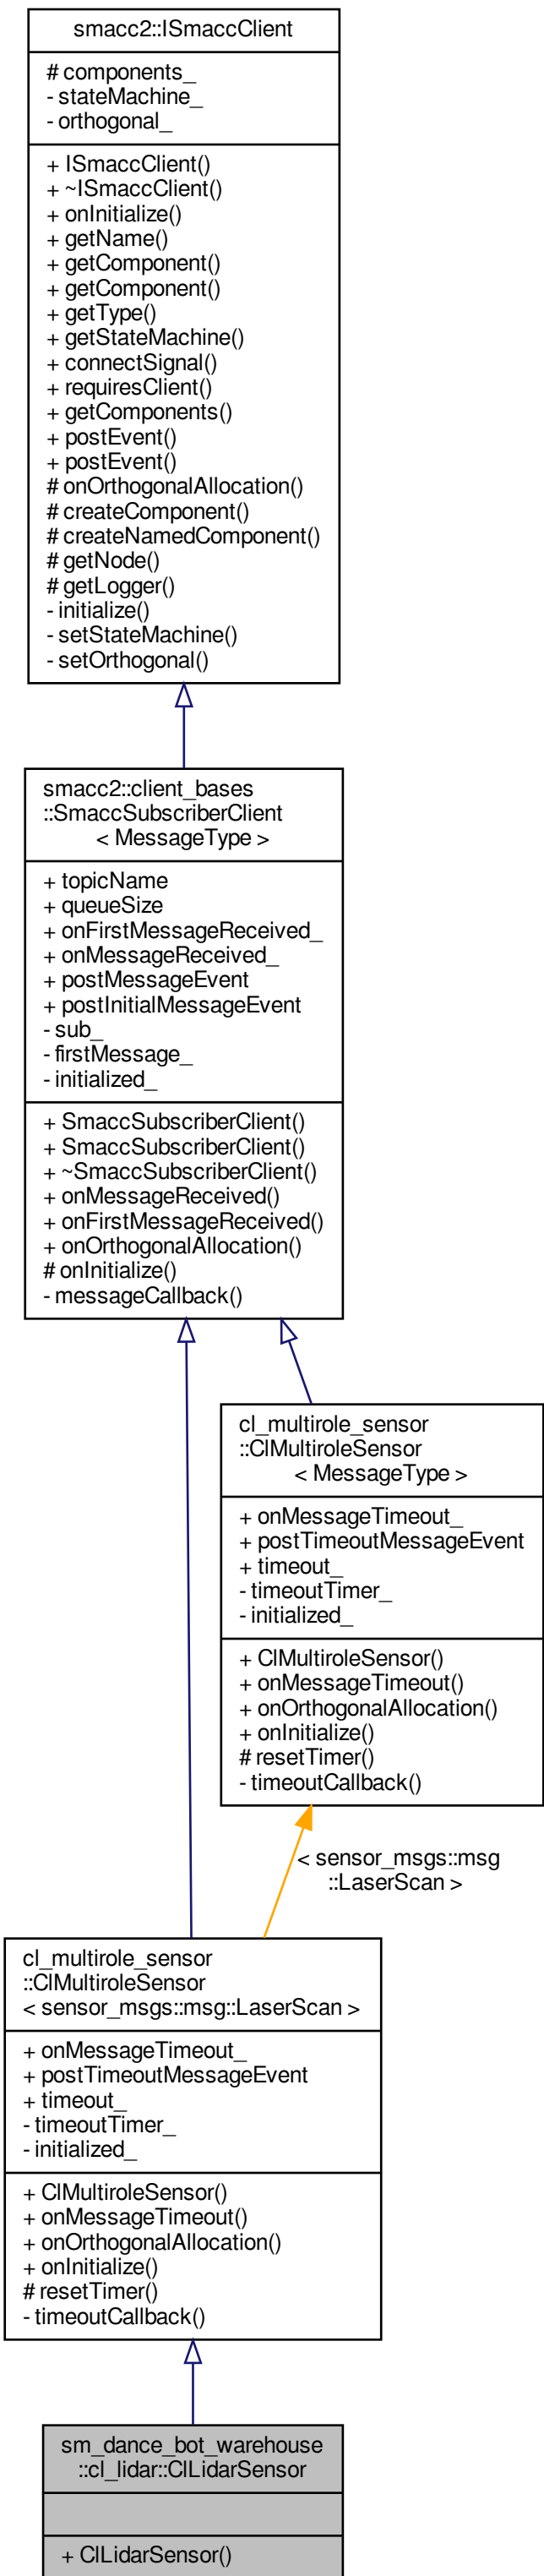 smacc2::ISmaccClient
# components_
- stateMachine_
- orthogonal_
+ ISmaccClient()
+ ~ISmaccClient()
+ onInitialize()
+ getName()
+ getComponent()
+ getComponent()
+ getType()
+ getStateMachine()
+ connectSignal()
+ requiresClient()
+ getComponents()
+ postEvent()
+ postEvent()
# onOrthogonalAllocation()
# createComponent()
# createNamedComponent()
# getNode()
# getLogger()
- initialize()
- setStateMachine()
- setOrthogonal()
smacc2::client_bases
::SmaccSubscriberClient
< MessageType >
+ topicName
+ queueSize
+ onFirstMessageReceived_
+ onMessageReceived_
+ postMessageEvent
+ postInitialMessageEvent
- sub_
- firstMessage_
- initialized_
+ SmaccSubscriberClient()
+ SmaccSubscriberClient()
+ ~SmaccSubscriberClient()
+ onMessageReceived()
+ onFirstMessageReceived()
+ onOrthogonalAllocation()
# onInitialize()
- messageCallback()
cl_multirole_sensor
::ClMultiroleSensor
< MessageType >
+ onMessageTimeout_
+ postTimeoutMessageEvent
+ timeout_
- timeoutTimer_
- initialized_
+ ClMultiroleSensor()
+ onMessageTimeout()
+ onOrthogonalAllocation()
+ onInitialize()
# resetTimer()
- timeoutCallback()
< sensor_msgs::msg
::LaserScan >
cl_multirole_sensor
::ClMultiroleSensor
< sensor_msgs::msg::LaserScan >
+ onMessageTimeout_
+ postTimeoutMessageEvent
+ timeout_
- timeoutTimer_
- initialized_
+ ClMultiroleSensor()
+ onMessageTimeout()
+ onOrthogonalAllocation()
+ onInitialize()
# resetTimer()
- timeoutCallback()
sm_dance_bot_warehouse
::cl_lidar::ClLidarSensor
+ ClLidarSensor()